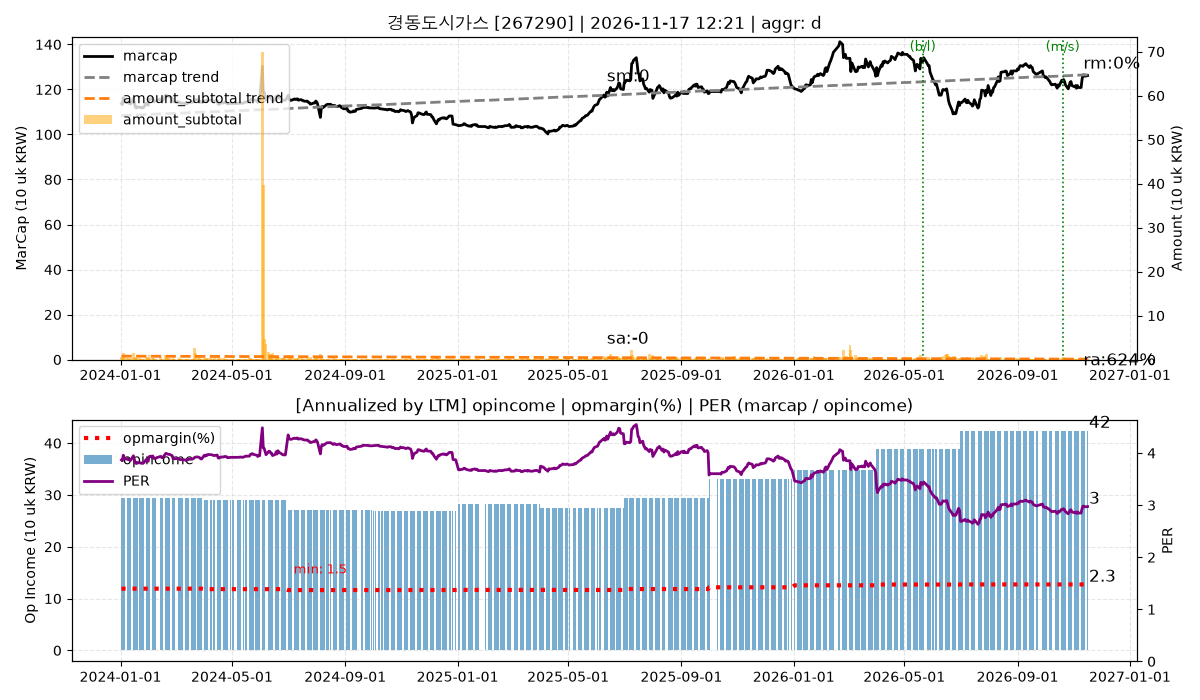 경동도시가스 [267290] | 2026-11-17 12:21 | aggr: d
MarCap (10 uk KRW)
140
120
100
80
60
40
20
0
marcap
marcap trend
amount_subtotal trend
amount_subtotal
sm:0
sa:-0
(b/l)
(m/s)
rm:0%
ra:624%
70
60
50
40
30
20
10
0
Amount (10 uk KRW)
2024-01-01 2024-05-01 2024-09-01 2025-01-01 2025-05-01 2025-09-01 2026-01-01 2026-05-01 2026-09-01 2027-01-01
[Annualized by LTM] opincome | opmargin(%) | PER (marcap / opincome)
Op Income (10 uk KRW)
40
30
20
10
0
opmargin(%)
opincome
PER
min: 1.5
42
3
2.3
4
3
2
1
0
PER
2024-01-01 2024-05-01 2024-09-01 2025-01-01 2025-05-01 2025-09-01 2026-01-01 2026-05-01 2026-09-01 2027-01-01